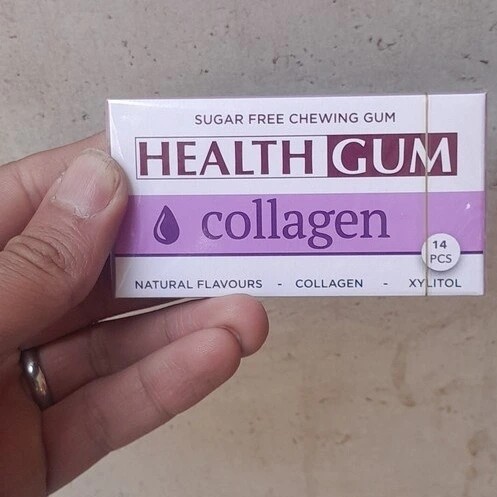 SUGAR FREE CHEWING GUM
HEALTH GUM
collagen
14
PCS
NATURAL FLAVOURS - COLLAGEN - XYLITOL